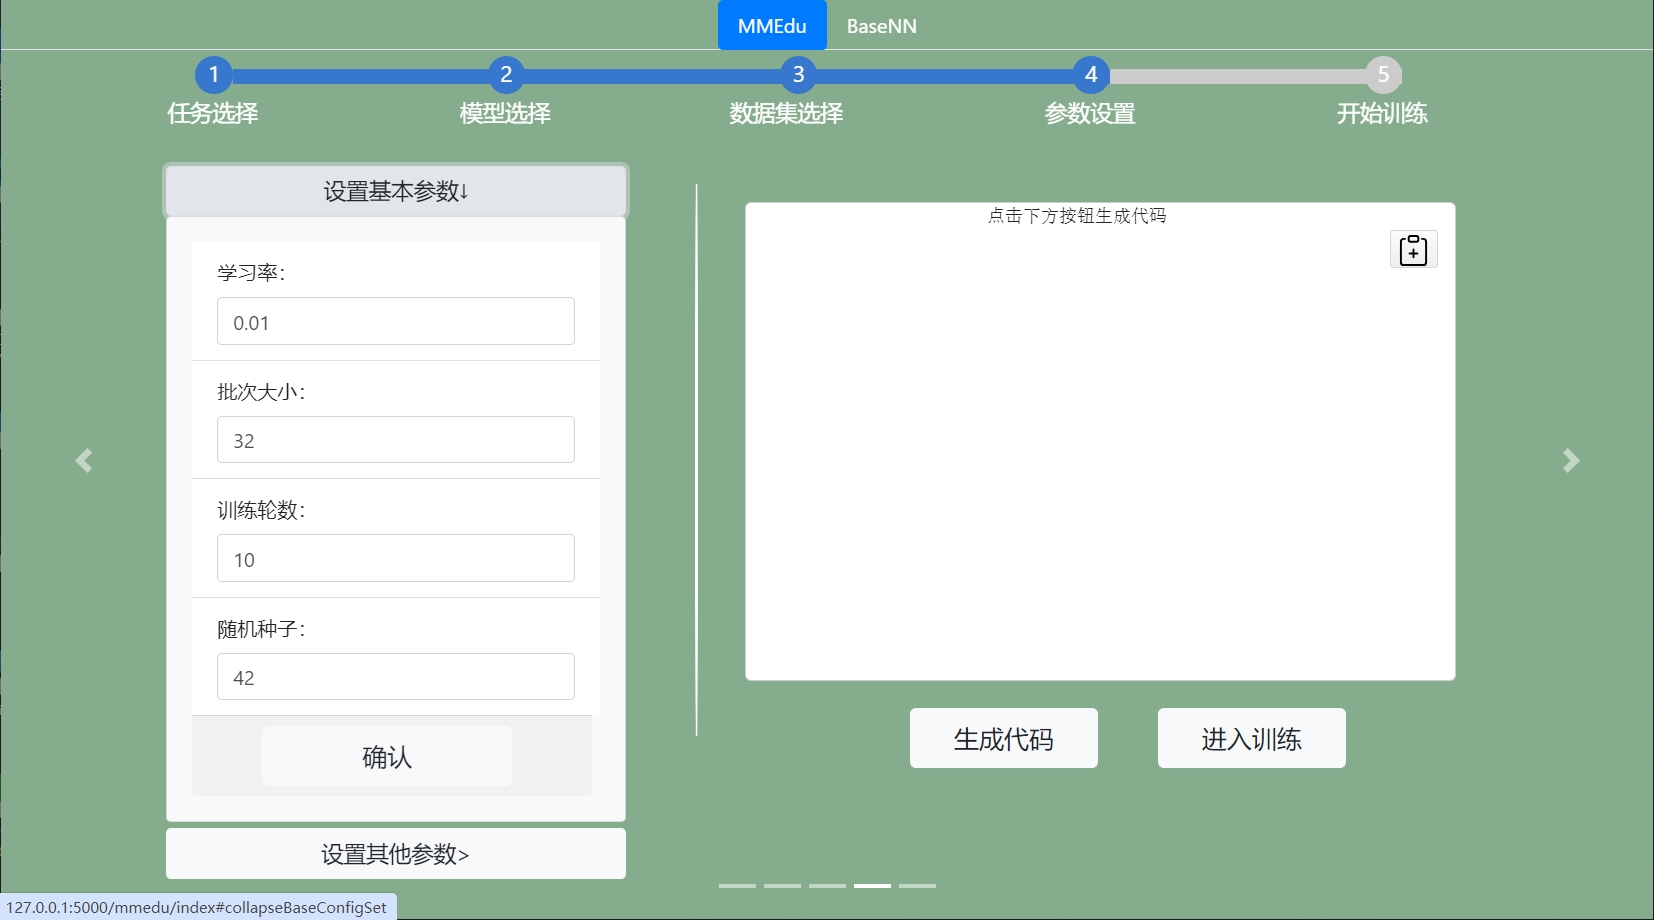 MMEdu BaseNN
1 2 3 4 5
任务选择 模型选择 数据集选择 参数设置 开始训练
设置基本参数↓
学习率：
0.01
批次大小：
32
训练轮数：
10
随机种子：
42
确认
设置其他参数>
点击下方按钮生成代码
生成代码 进入训练
127.0.0.1:5000/mmedu/index#collapseBaseConfigSet